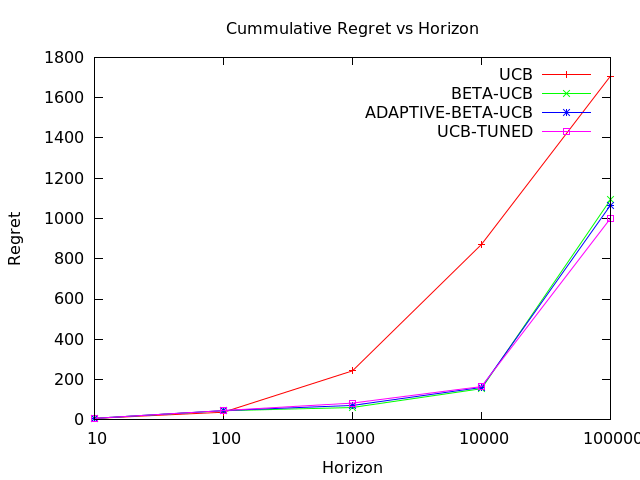 Cummulative Regret vs Horizon
1800
1600
1400
1200
1000
800
600
400
200
0
Regret
UCB
BETA-UCB
ADAPTIVE-BETA-UCB
UCB-TUNED
10 100 1000 10000 100000
Horizon